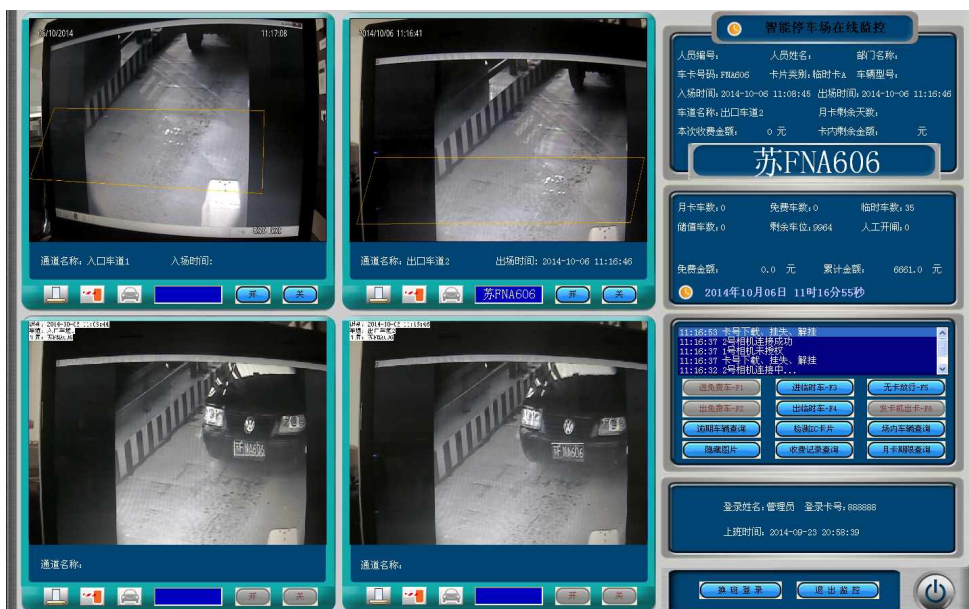 11:17:08
2014/10/06 11:16:41
通道名称: 入口车道1 入场时间:
通道名称: 出口车道2 出场时间: 2014-10-06 11:16:46
开 关
苏FNA606 开 关
通道名称:
通道名称:
开 关
开 关
智能停车场在线监控
人员编号: 人员姓名: 部门名称:
车卡号码: FNA606 卡片类别: 临时卡A 车辆型号:
入场时间: 2014-10-06 11:08:45 出场时间: 2014-10-06 11:16:46
车道名称: 出口车道2 月卡剩余天数:
本次收费金额: 0 元 卡内剩余金额: 元
苏FNA606
月卡车数: 0 免费车数: 0 临时车数: 35
储值车数: 0 剩余车位: 9964 人工开闸: 0
免费金额: 0.0 元 累计金额: 6661.0 元
2014年10月06日 11时16分55秒
11:16:53 卡号下载、挂失、解挂
11:16:37 2号相机连接成功
11:16:37 1号相机未授权
11:16:37 卡号下载、挂失、解挂
11:16:32 2号相机连接中...
进免费车-F1 进临时车-F3 无卡放行-F5
出免费车-F2 出临时车-F4 发卡机出卡-F6
逾期车辆查询 检测IC卡片 场内车辆查询
隐藏图片 收费记录查询 月卡期限查询
登录姓名: 管理员 登录卡号: 888888
上班时间: 2014-09-23 20:58:39
换班登录 退出监控